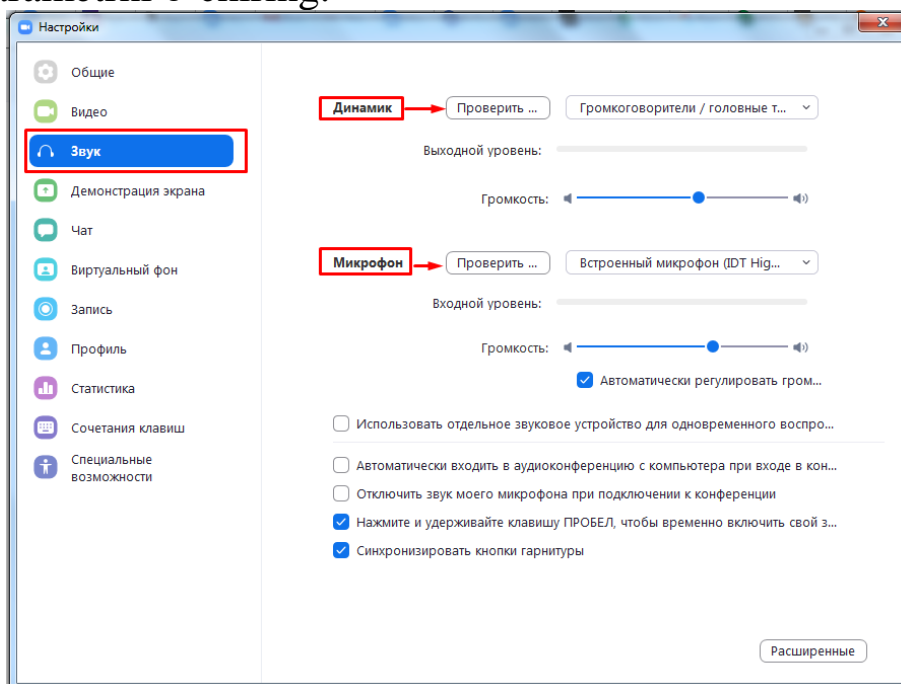 Настройки
Общие
Видео
Звук
Демонстрация экрана
Чат
Виртуальный фон
Запись
Профиль
Статистика
Сочетания клавиш
Специальные
возможности
Динамик Проверить ... Громкоговорители / головные т...
Выходной уровень:
Громкость:
Микрофон Проверить ... Встроенный микрофон (IDT Hig...
Входной уровень:
Громкость:
Автоматически регулировать гром...
Использовать отдельное звуковое устройство для одновременного воспро...
Автоматически входить в аудиоконференцию с компьютера при входе в кон...
Отключить звук моего микрофона при подключении к конференции
Нажмите и удерживайте клавишу ПРОБЕЛ, чтобы временно включить свой з...
Синхронизировать кнопки гарнитуры
Расширенные